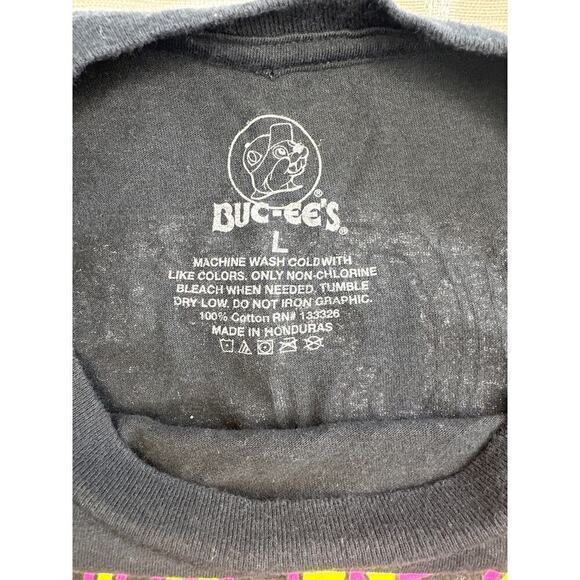 BUC-EE'S®
L
MACHINE WASH COLD WITH
LIKE COLORS. ONLY NON-CHLORINE
BLEACH WHEN NEEDED. TUMBLE
DRY LOW. DO NOT IRON GRAPHIC.
100% Cotton RN# 133326
MADE IN HONDURAS